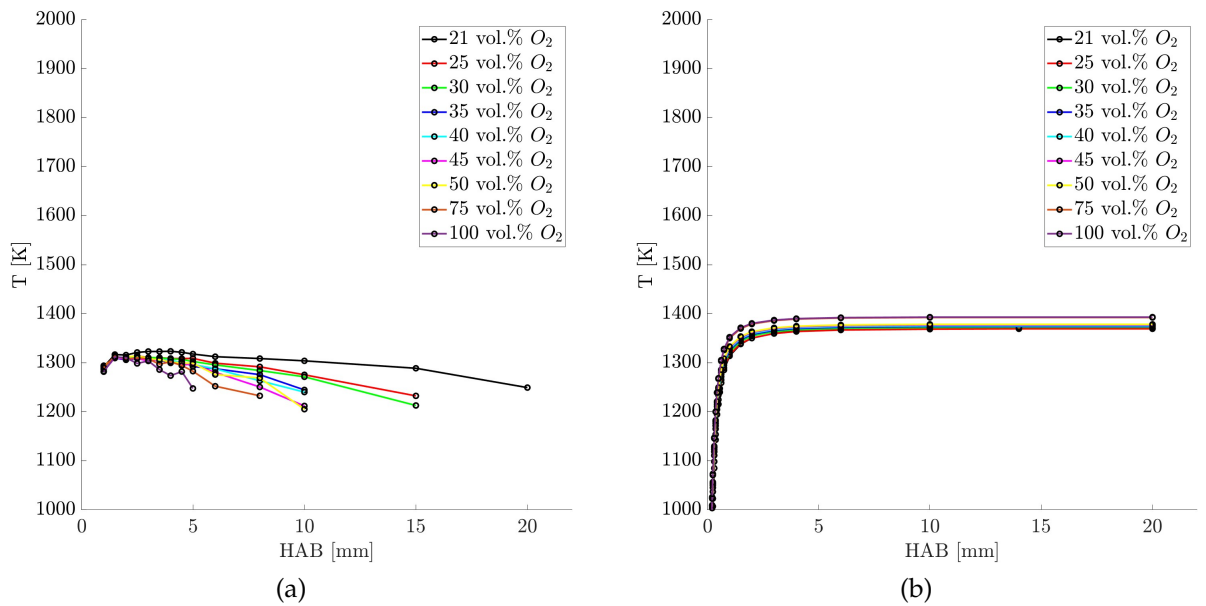 2000
1900
1800
1700
1600
1500
1400
1300
1200
1100
1000
T [K]
0 5 10 15 20
HAB [mm]
21 vol.% O₂
25 vol.% O₂
30 vol.% O₂
35 vol.% O₂
40 vol.% O₂
45 vol.% O₂
50 vol.% O₂
75 vol.% O₂
100 vol.% O₂
(a)
2000
1900
1800
1700
1600
1500
1400
1300
1200
1100
1000
T [K]
0 5 10 15 20
HAB [mm]
21 vol.% O₂
25 vol.% O₂
30 vol.% O₂
35 vol.% O₂
40 vol.% O₂
45 vol.% O₂
50 vol.% O₂
75 vol.% O₂
100 vol.% O₂
(b)